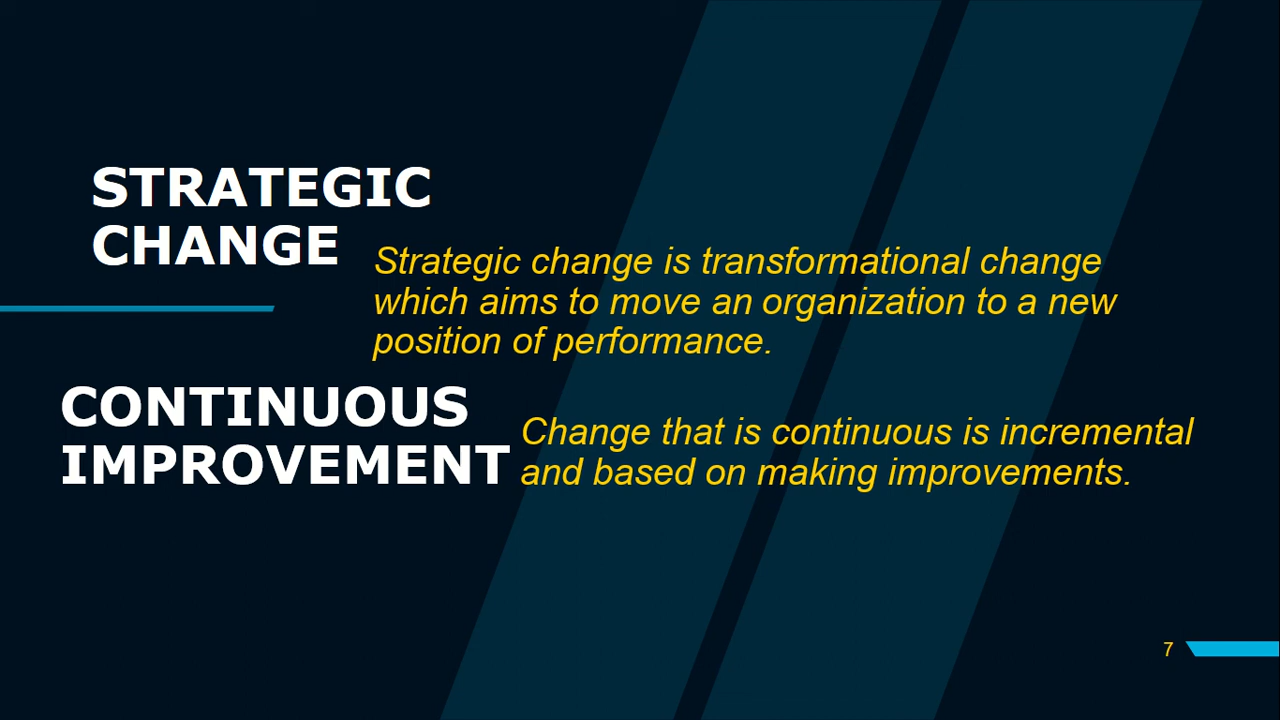 STRATEGIC
CHANGE
Strategic change is transformational change
which aims to move an organization to a new
position of performance.
CONTINUOUS
IMPROVEMENT
Change that is continuous is incremental
and based on making improvements.
7